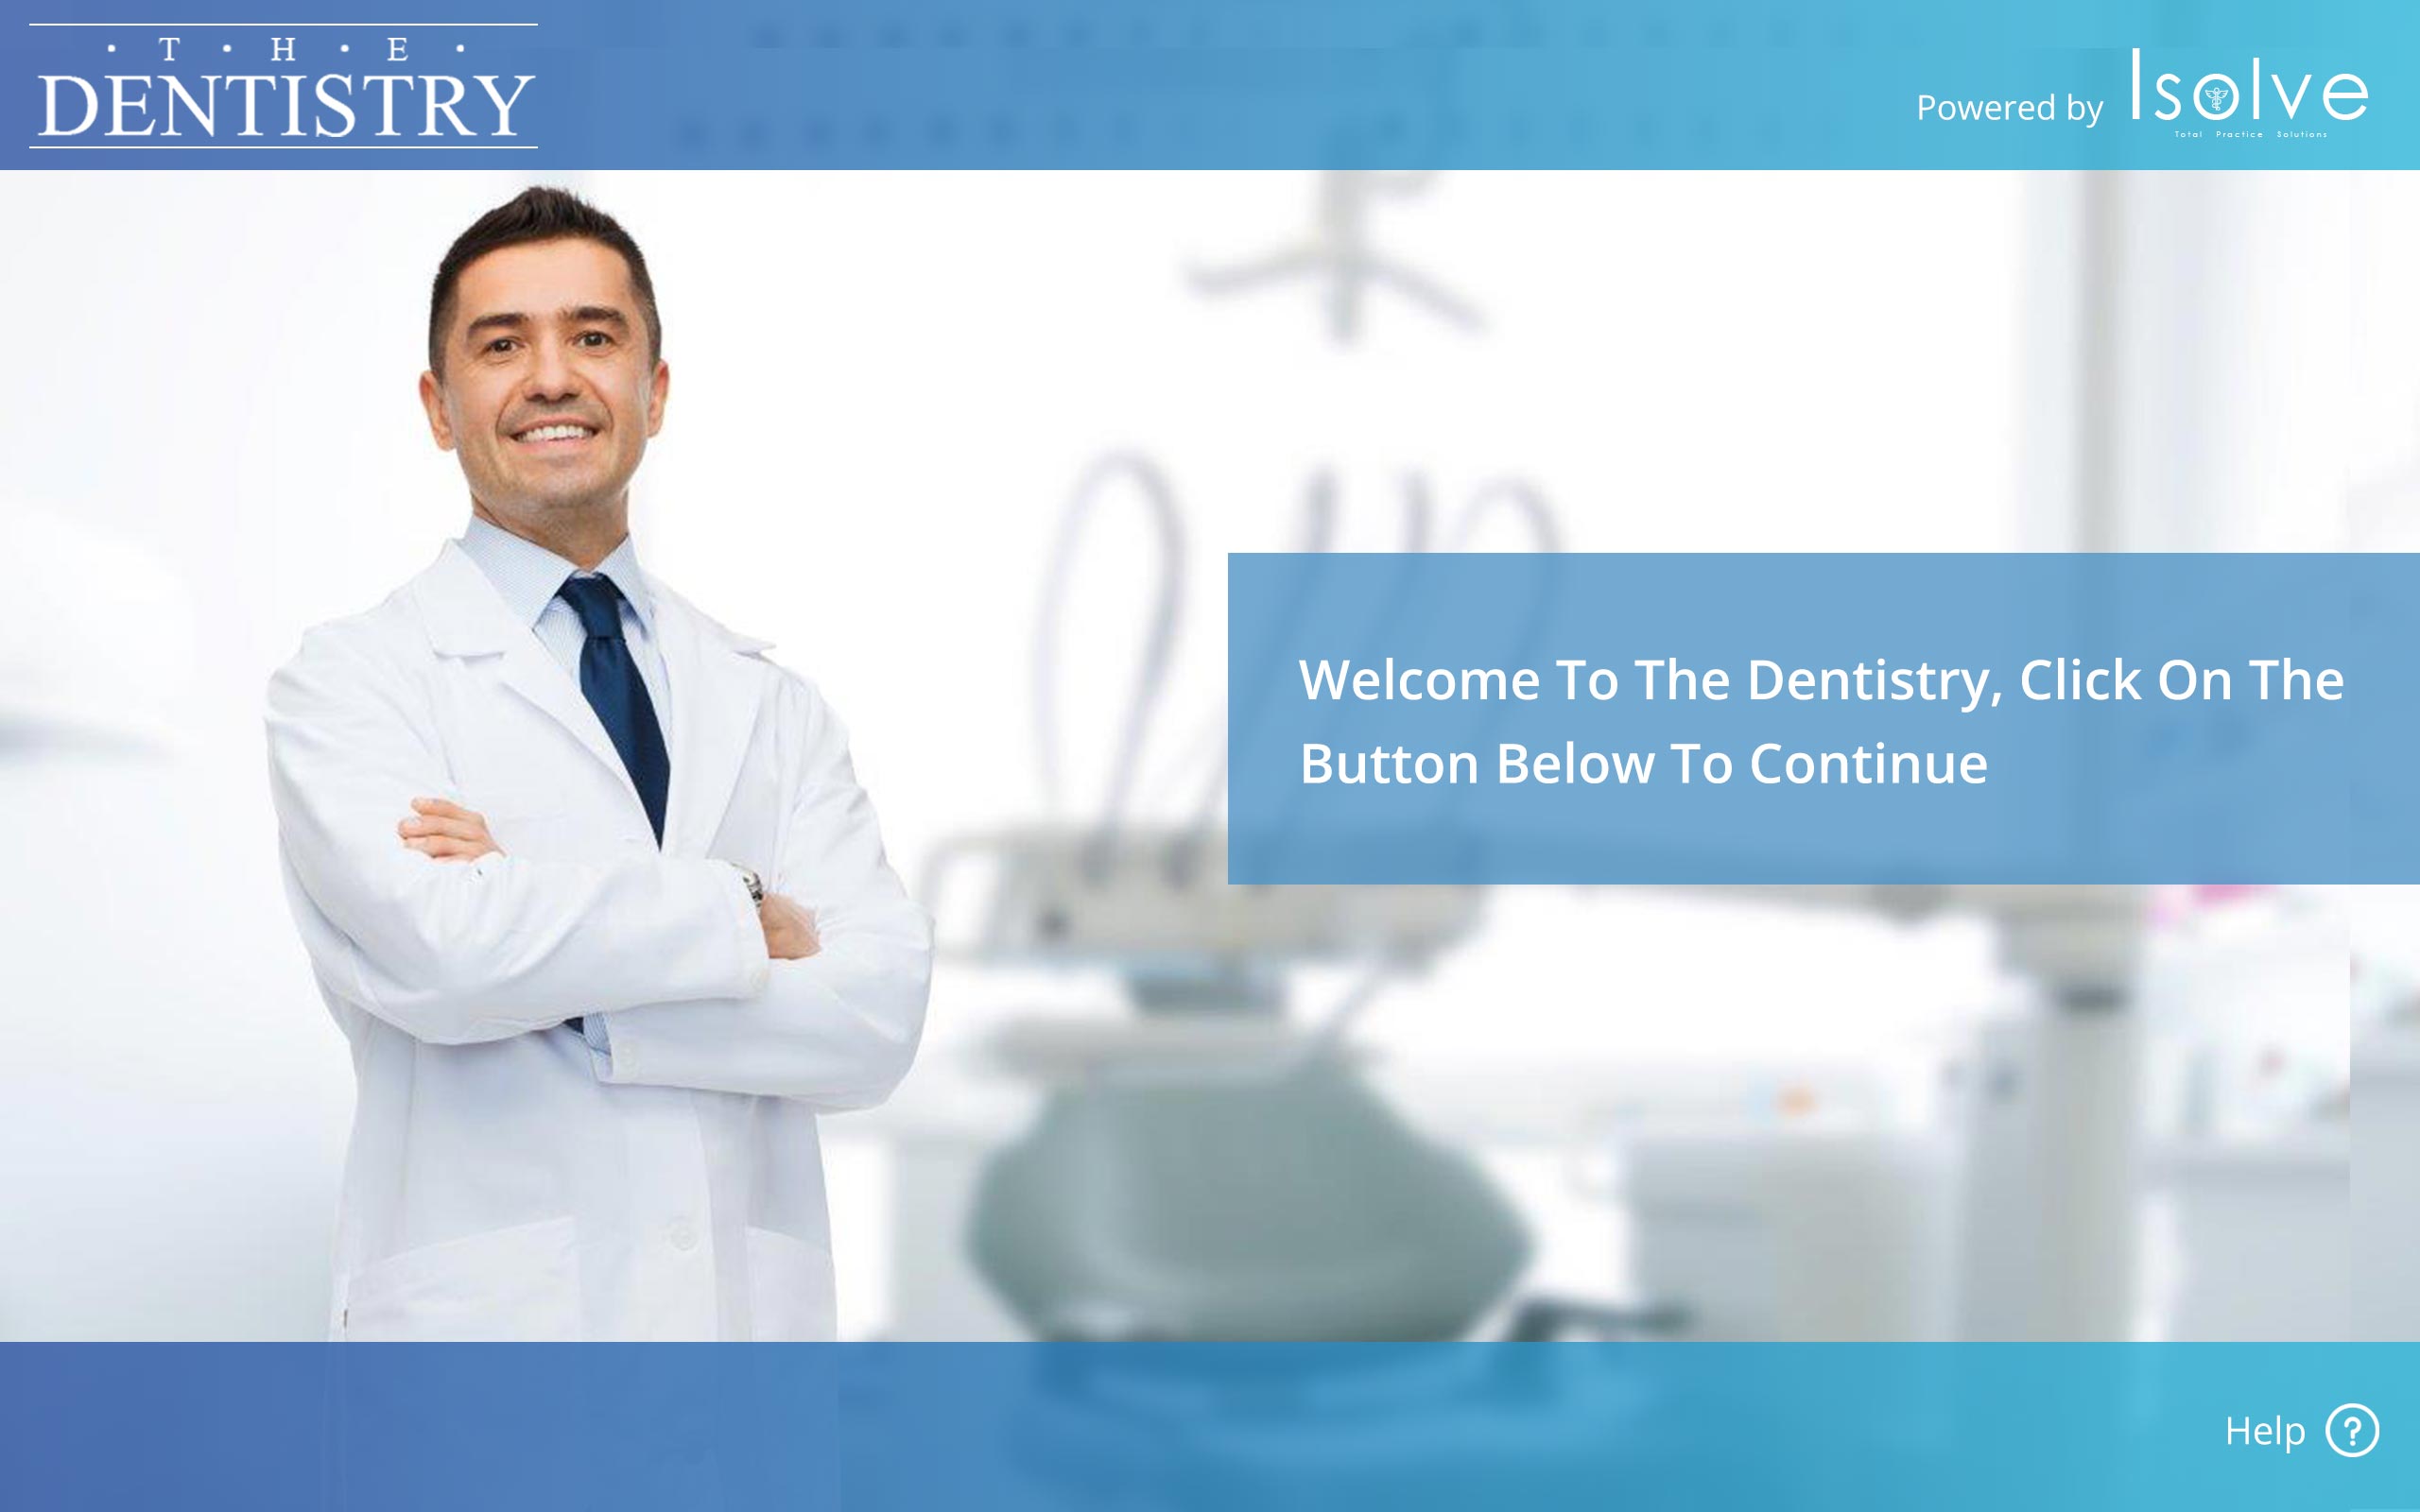 · T · H · E ·
DENTISTRY
Powered by Isolve
Total Practice Solutions
Welcome To The Dentistry, Click On The
Button Below To Continue
Help ?